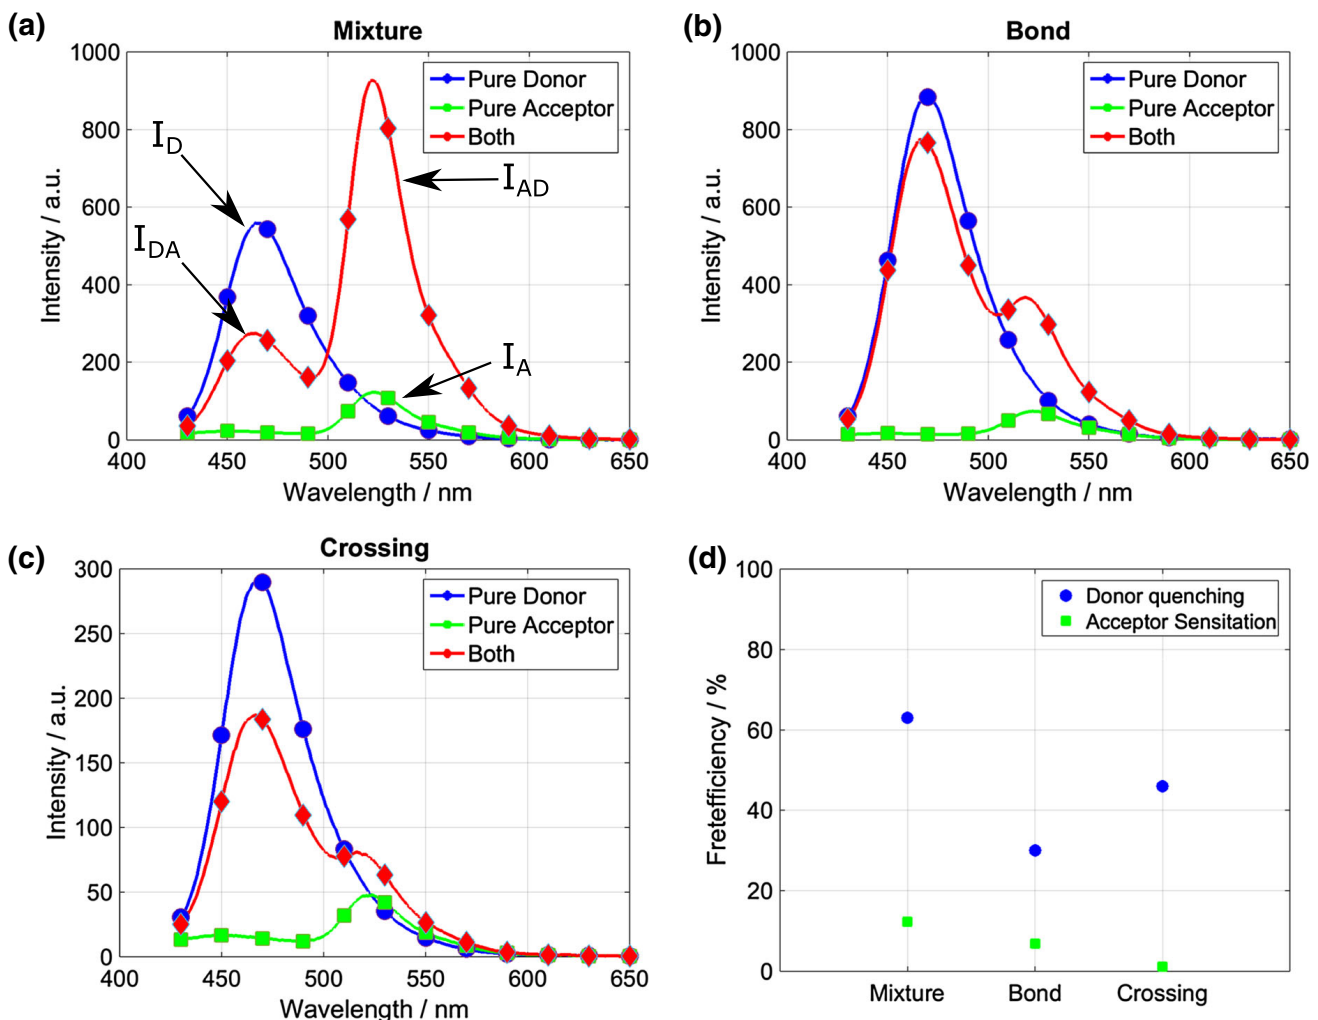 (a)
Mixture
1000
800
600
400
200
0
400
450
500
550
600
650
Intensity / a.u.
Wavelength / nm
Pure Donor
Pure Acceptor
Both
I_D
I_DA
I_AD
I_A
(b)
Bond
1000
800
600
400
200
0
400
450
500
550
600
650
Intensity / a.u.
Wavelength / nm
Pure Donor
Pure Acceptor
Both
(c)
Crossing
300
250
200
150
100
50
0
400
450
500
550
600
650
Intensity / a.u.
Wavelength / nm
Pure Donor
Pure Acceptor
Both
(d)
100
80
60
40
20
0
Fretefficiency / %
Donor quenching
Acceptor Sensitation
Mixture
Bond
Crossing